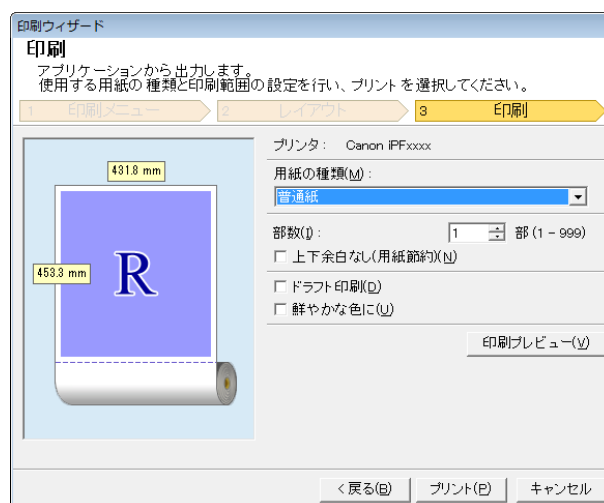 印刷ウィザード
印刷
アプリケーションから出力します。
使用する用紙の種類と印刷範囲の設定を行い、プリントを選択してください。
1 印刷メニュー 2 レイアウト 3 印刷
プリンタ： Canon iPFxxxx
用紙の種類(M)：
普通紙
部数(I)： 1 部 (1 - 999)
上下余白なし(用紙節約)(N)
ドラフト印刷(D)
鮮やかな色に(U)
印刷プレビュー(V)
431.8 mm
453.3 mm
R
< 戻る(B) プリント(P) キャンセル